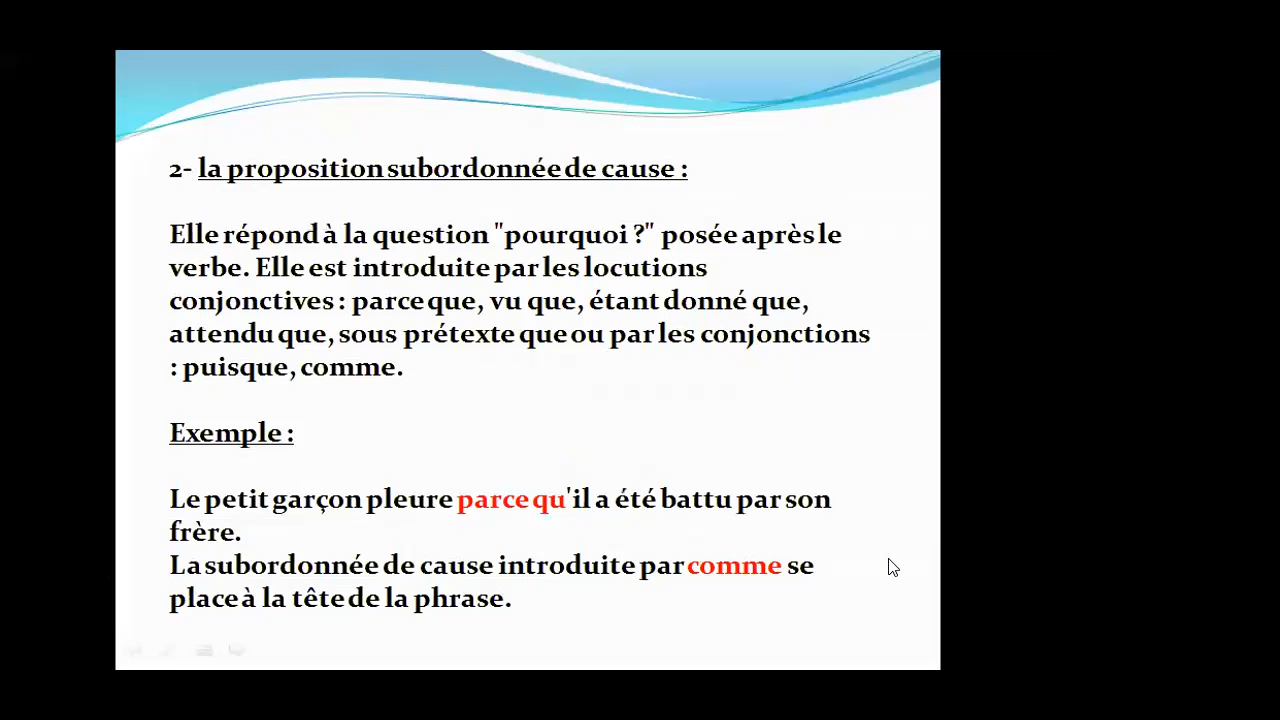 2- la proposition subordonnée de cause :
Elle répond à la question "pourquoi ?" posée après le
verbe. Elle est introduite par les locutions
conjonctives : parce que, vu que, étant donné que,
attendu que, sous prétexte que ou par les conjonctions
: puisque, comme.
Exemple :
Le petit garçon pleure parce qu'il a été battu par son
frère.
La subordonnée de cause introduite par comme se
place à la tête de la phrase.